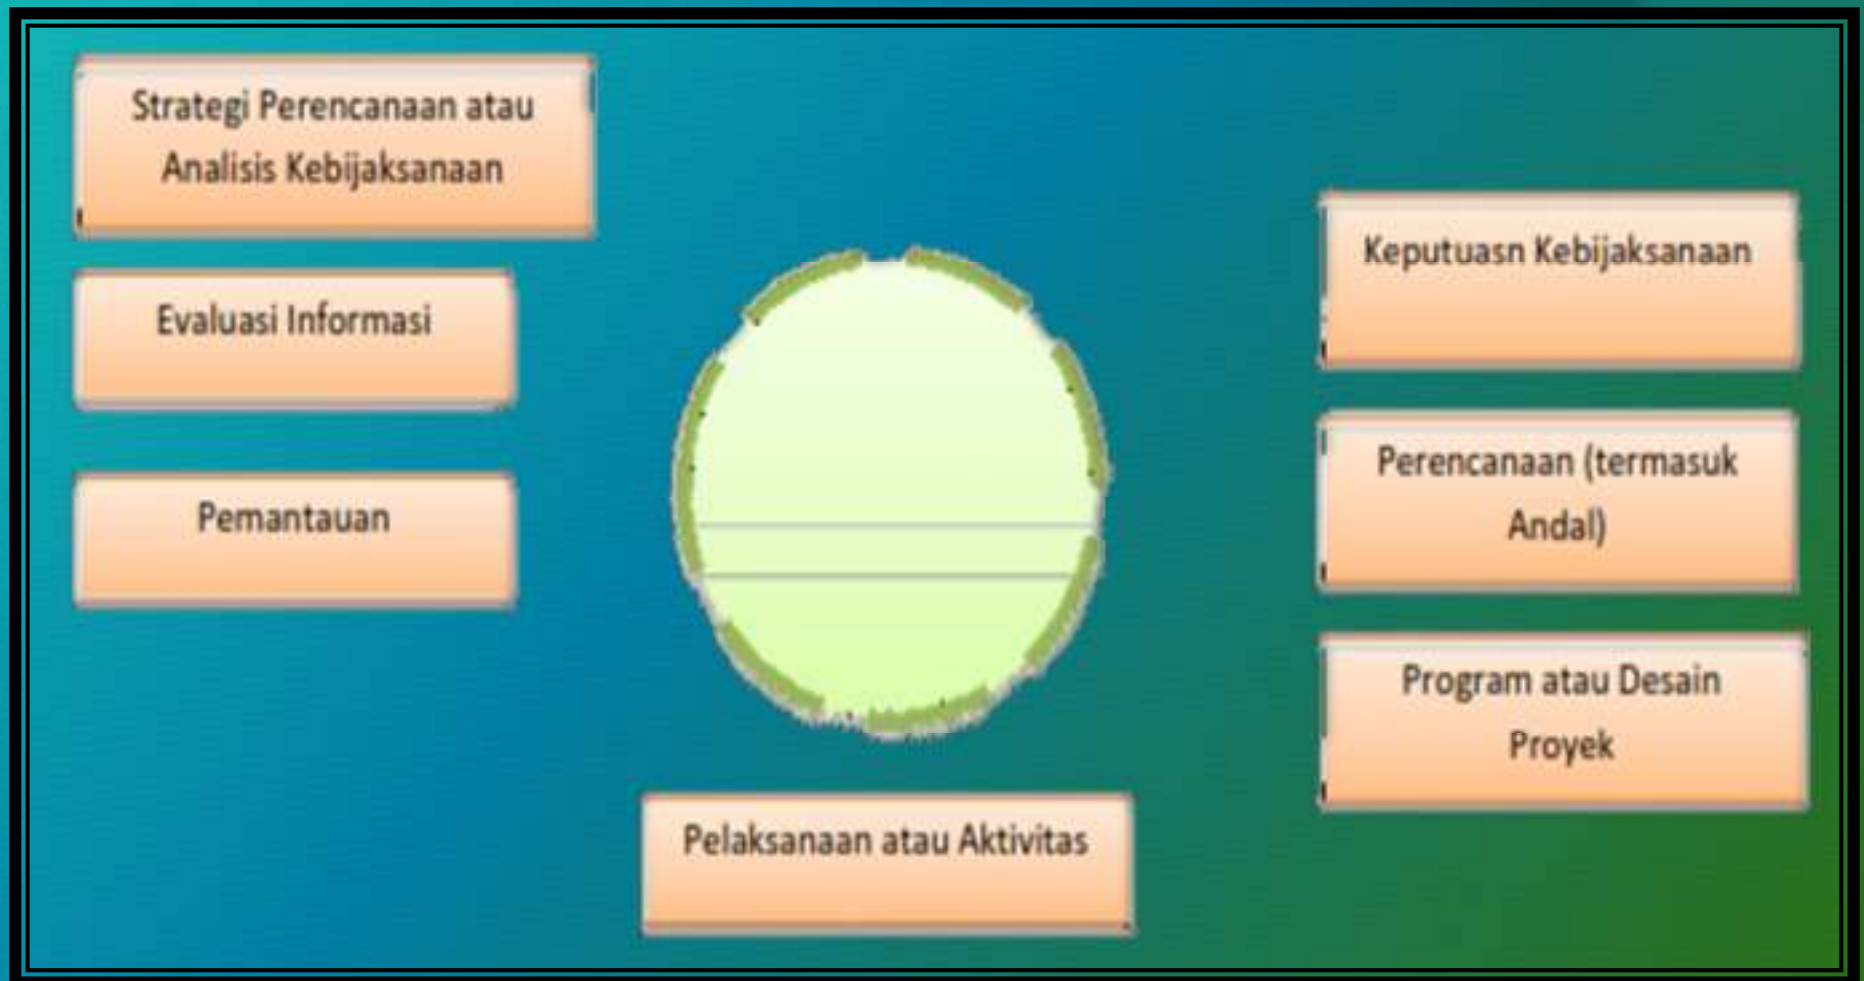 Strategi Perencanaan atau
Analisis Kebijaksanaan
Evaluasi Informasi
Pemantauan
Keputuasn Kebijaksanaan
Perencanaan (termasuk
Andal)
Program atau Desain
Proyek
Pelaksanaan atau Aktivitas